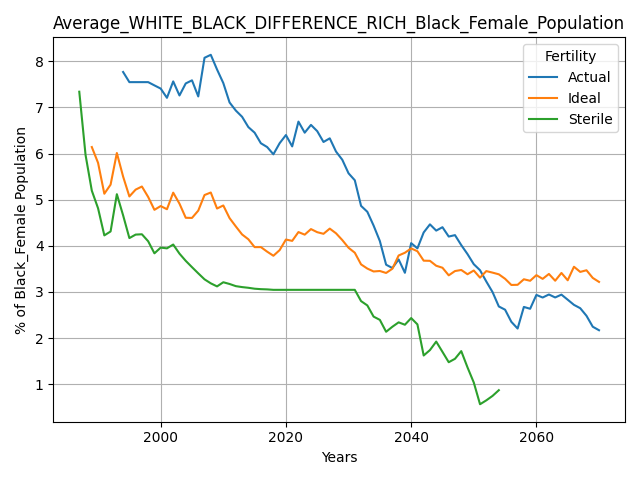 Average_WHITE_BLACK_DIFFERENCE_RICH_Black_Female_Population
% of Black_Female Population
8
7
6
5
4
3
2
1
Fertility
Actual
Ideal
Sterile
2000 2020 2040 2060
Years